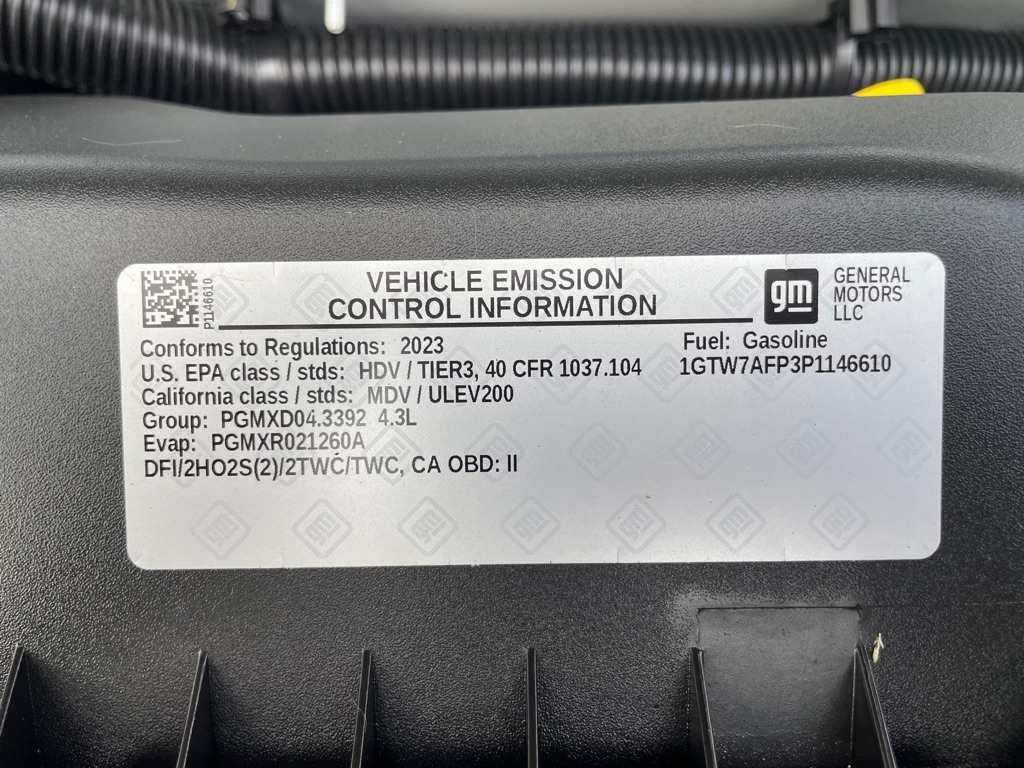 VEHICLE EMISSION
CONTROL INFORMATION
gm
GENERAL
MOTORS
LLC
P1146610
Conforms to Regulations: 2023
Fuel: Gasoline
U.S. EPA class / stds: HDV / TIER3, 40 CFR 1037.104
1GTW7AFP3P1146610
California class / stds: MDV / ULEV200
Group: PGMXD04.3392 4.3L
Evap: PGMXR021260A
DFI/2HO2S(2)/2TWC/TWC, CA OBD: II